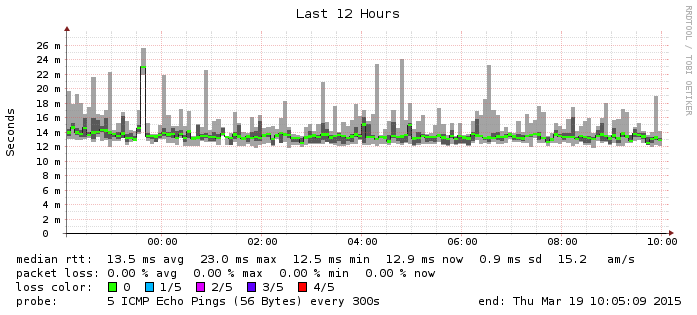 Last 12 Hours
RRDTOOL / TOBI OETIKER
Seconds
26 m
24 m
22 m
20 m
18 m
16 m
14 m
12 m
10 m
8 m
6 m
4 m
2 m
0
00:00 02:00 04:00 06:00 08:00 10:00
median rtt: 13.5 ms avg 23.0 ms max 12.5 ms min 12.9 ms now 0.9 ms sd 15.2 am/s
packet loss: 0.00 % avg 0.00 % max 0.00 % min 0.00 % now
loss color: 0 1/5 2/5 3/5 4/5
probe: 5 ICMP Echo Pings (56 Bytes) every 300s end: Thu Mar 19 10:05:09 2015